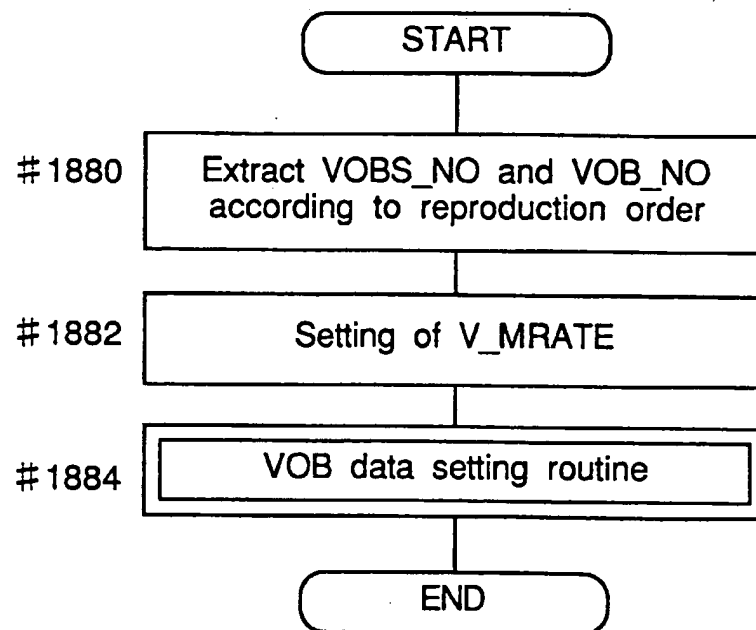 START
#1880
Extract VOBS_NO and VOB_NO
according to reproduction order
#1882
Setting of V_MRATE
#1884
VOB data setting routine
END